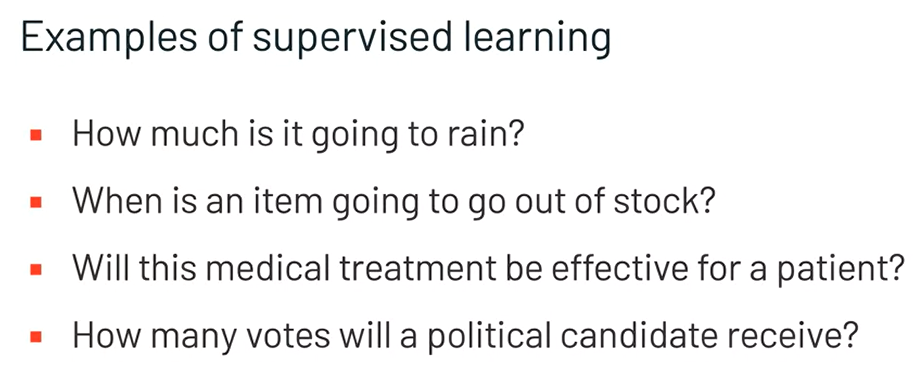 Examples of supervised learning
How much is it going to rain?
When is an item going to go out of stock?
Will this medical treatment be effective for a patient?
How many votes will a political candidate receive?